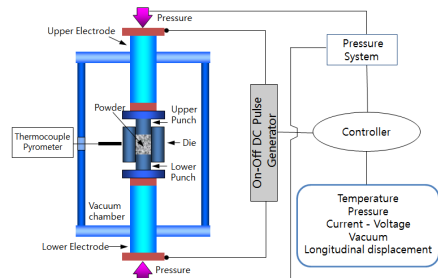 Pressure
Upper Electrode
Pressure
System
Powder
Upper
Punch
Thermocouple
Pyrometer
Die
On-Off DC Pulse
Generator
Controller
Lower
Punch
Vacuum
chamber
Temperature
Pressure
Current - Voltage
Vacuum
Longitudinal displacement
Lower Electrode
Pressure